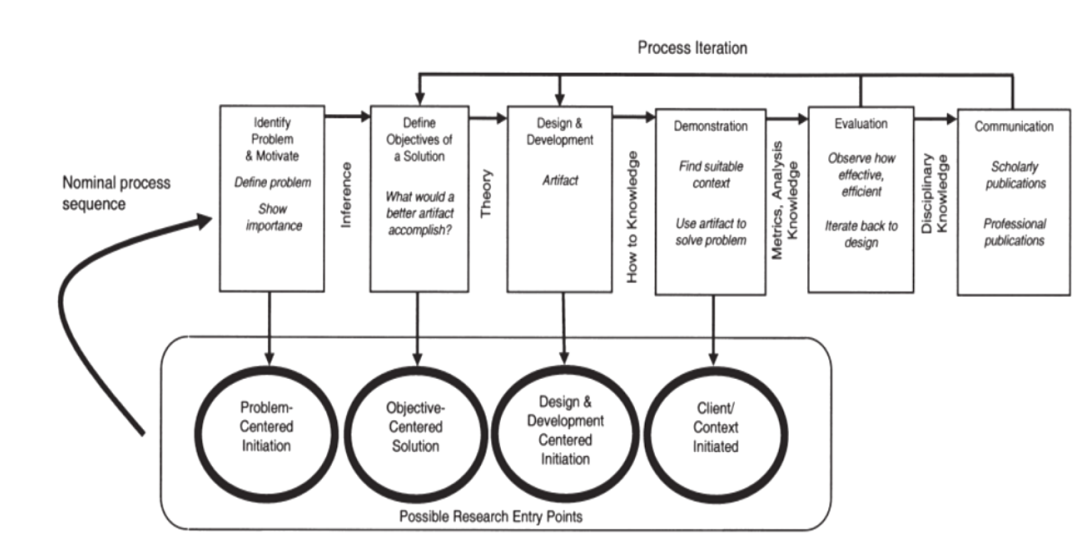 Process Iteration
Nominal process
sequence
Identify
Problem
& Motivate
Define problem
Show
importance
Inference
Define
Objectives of
a Solution
What would a
better artifact
accomplish?
Theory
Design &
Development
Artifact
How to Knowledge
Demonstration
Find suitable
context
Use artifact to
solve problem
Metrics, Analysis
Knowledge
Evaluation
Observe how
effective,
efficient
Iterate back to
design
Disciplinary
Knowledge
Communication
Scholarly
publications
Professional
publications
Problem-
Centered
Initiation
Objective-
Centered
Solution
Design &
Development
Centered
Initiation
Client/
Context
Initiated
Possible Research Entry Points